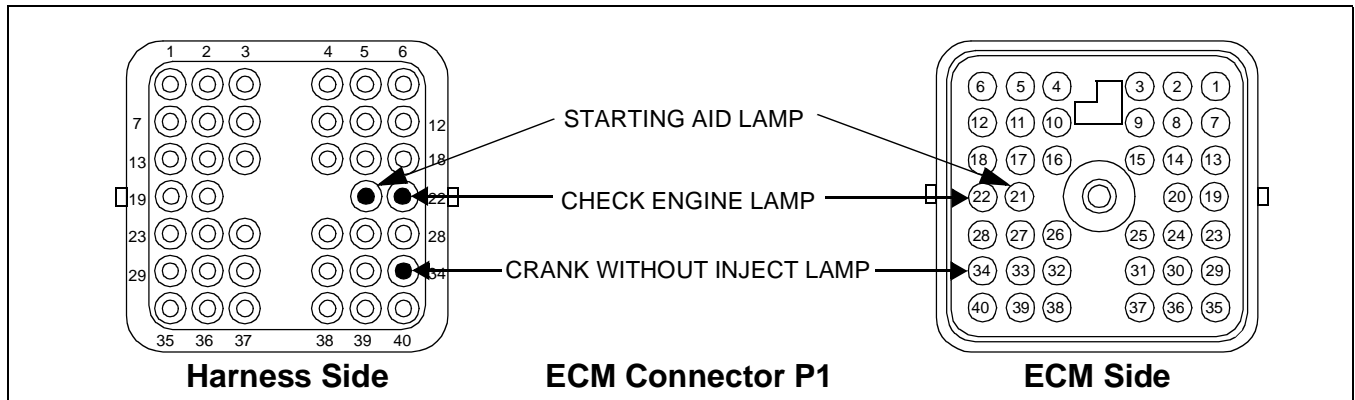 1 2 3 4 5 6
7 12
13 18
19 22
23 28
29 34
35 36 37 38 39 40
STARTING AID LAMP
CHECK ENGINE LAMP
CRANK WITHOUT INJECT LAMP
6 5 4 3 2 1
12 11 10 9 8 7
18 17 16 15 14 13
22 21 20 19
28 27 26 25 24 23
34 33 32 31 30 29
40 39 38 37 36 35
Harness Side ECM Connector P1 ECM Side